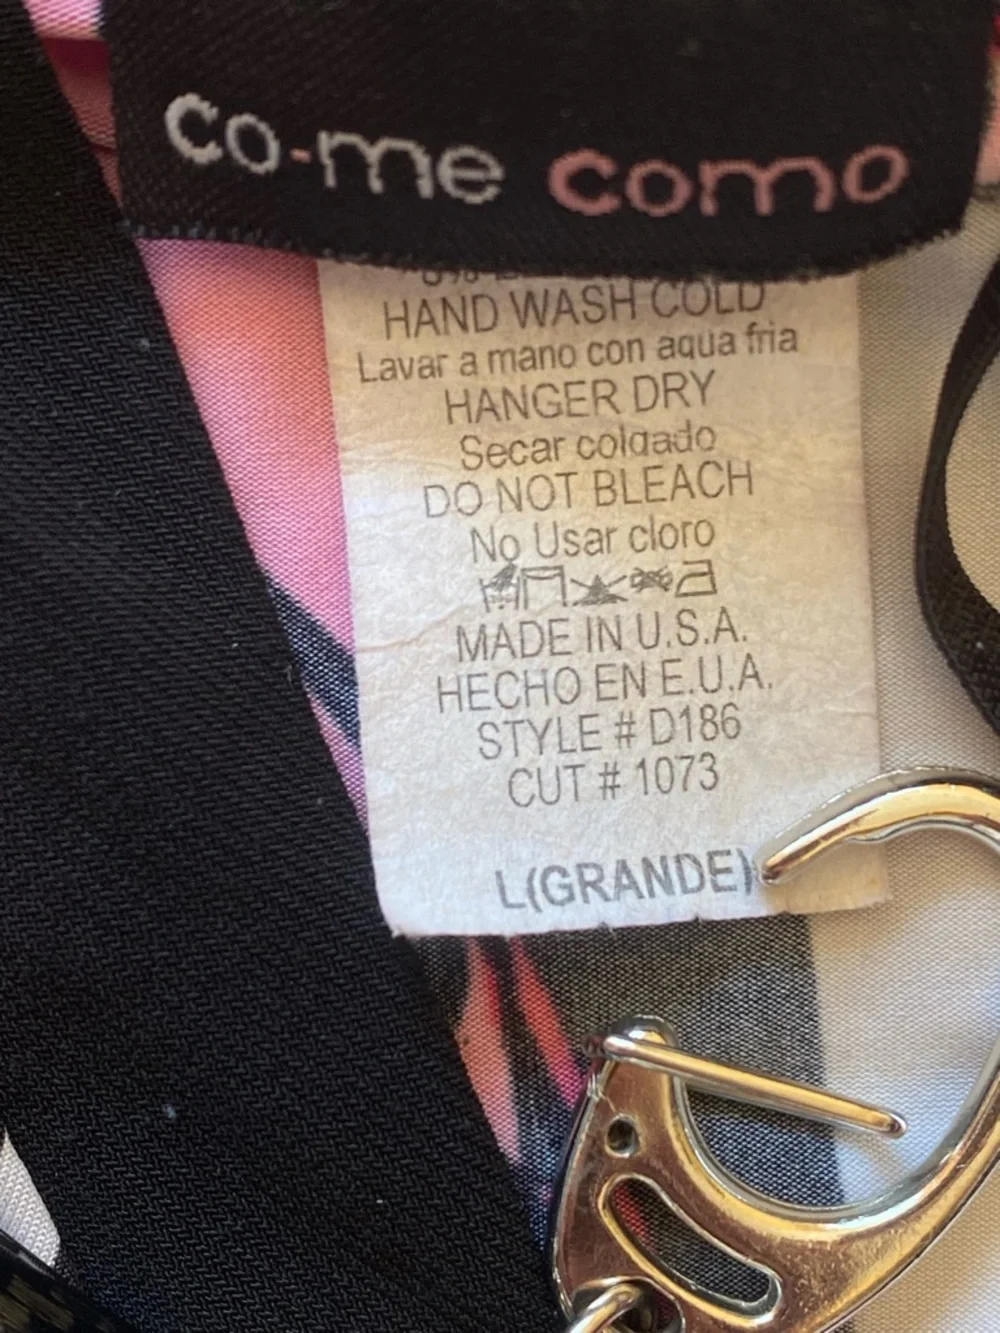 co-me como
HAND WASH COLD
Lavar a mano con aqua fria
HANGER DRY
Secar colgado
DO NOT BLEACH
No Usar cloro
MADE IN U.S.A.
HECHO EN E.U.A.
STYLE # D186
CUT # 1073
L(GRANDE)